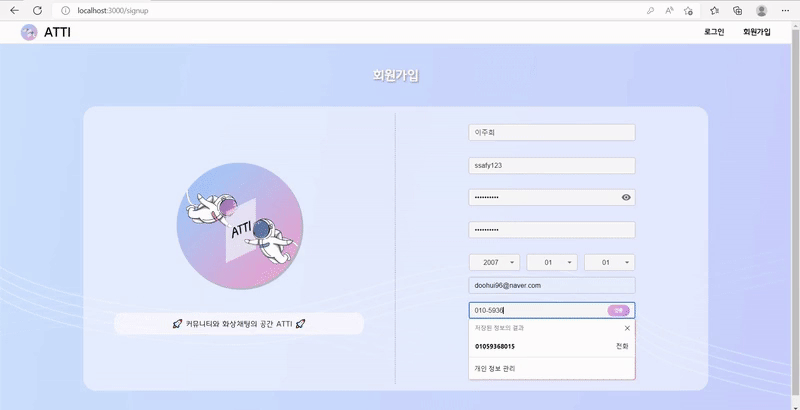 localhost:3000/signup
ATTI
로그인
회원가입
회원가입
이주희
ssafy123
2007
01
01
doohui96@naver.com
010-5936
저장된 정보의 결과
01059368015
전화
개인 정보 관리
ATTI
🚀 커뮤니티와 화상채팅의 공간 ATTI 🚀